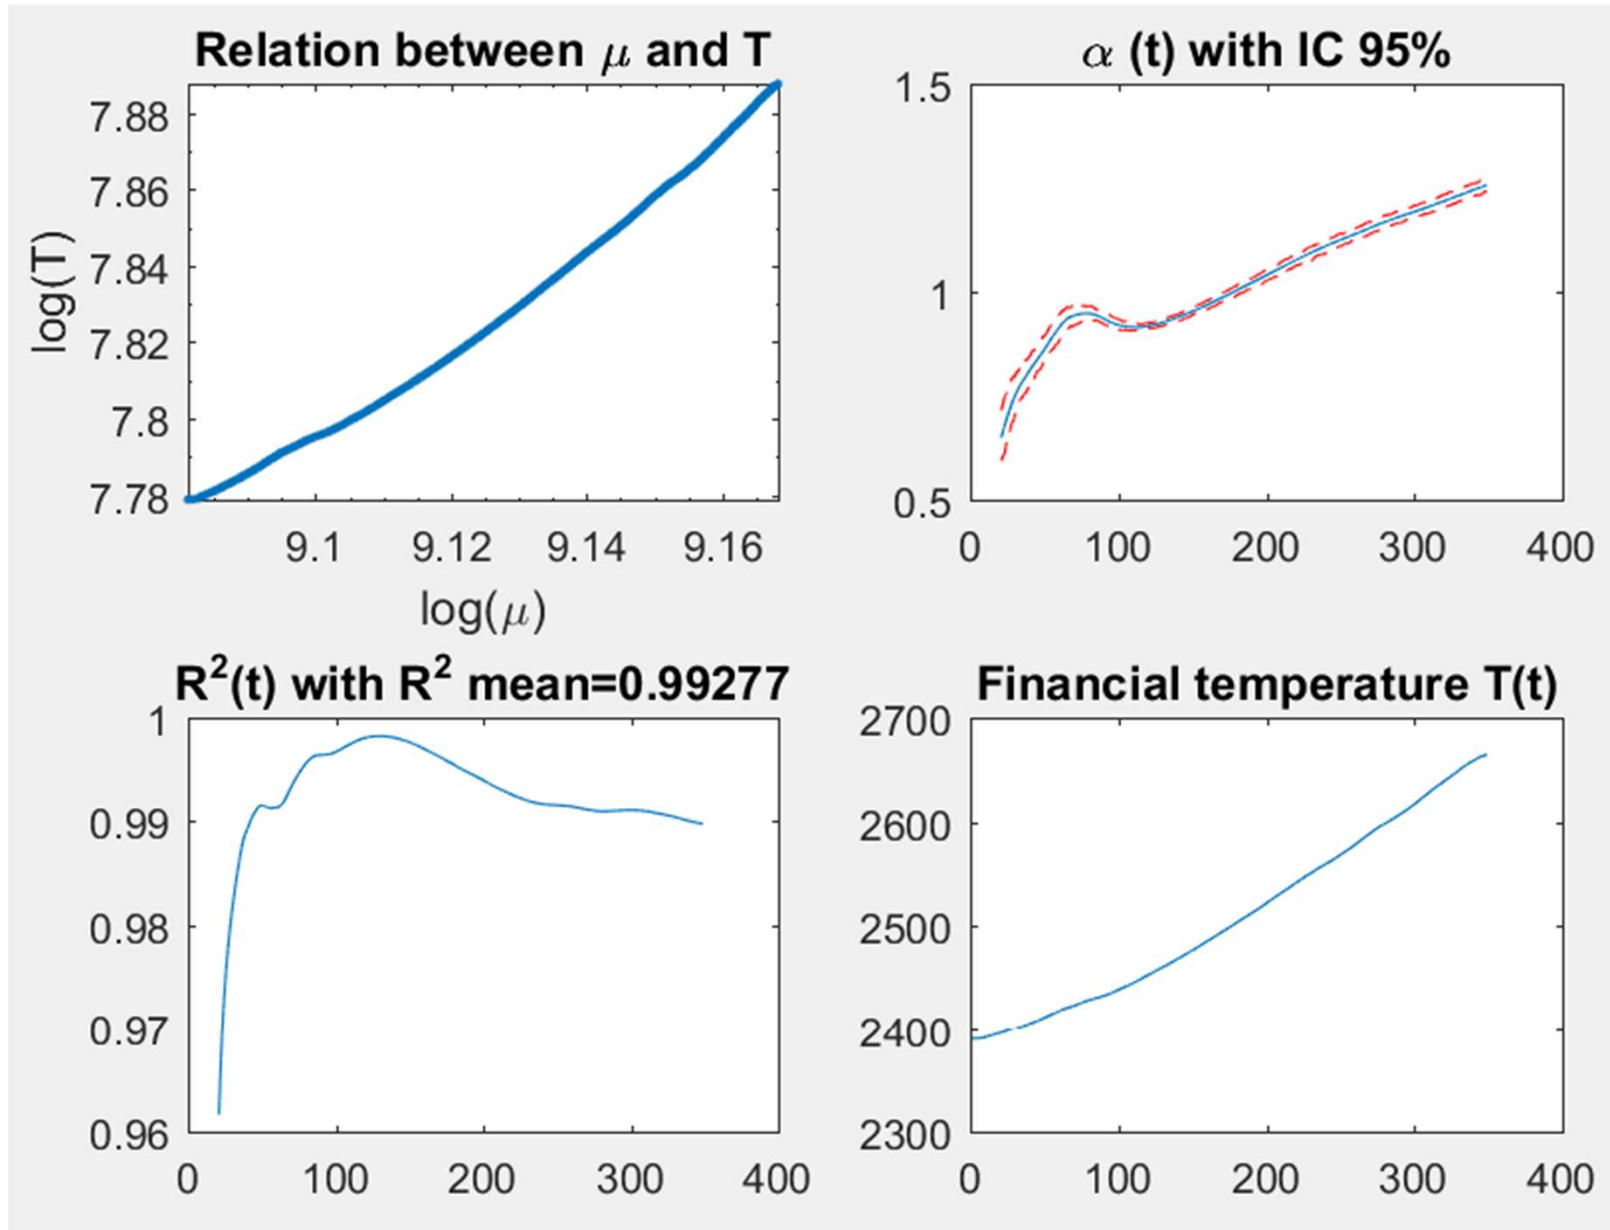 Relation between μ and T
7.88
7.86
7.84
7.82
7.8
7.78
log(T)
9.1 9.12 9.14 9.16
log(μ)
α (t) with IC 95%
1.5
1
0.5
0 100 200 300 400
R²(t) with R² mean=0.99277
1
0.99
0.98
0.97
0.96
0 100 200 300 400
Financial temperature T(t)
2700
2600
2500
2400
2300
0 100 200 300 400